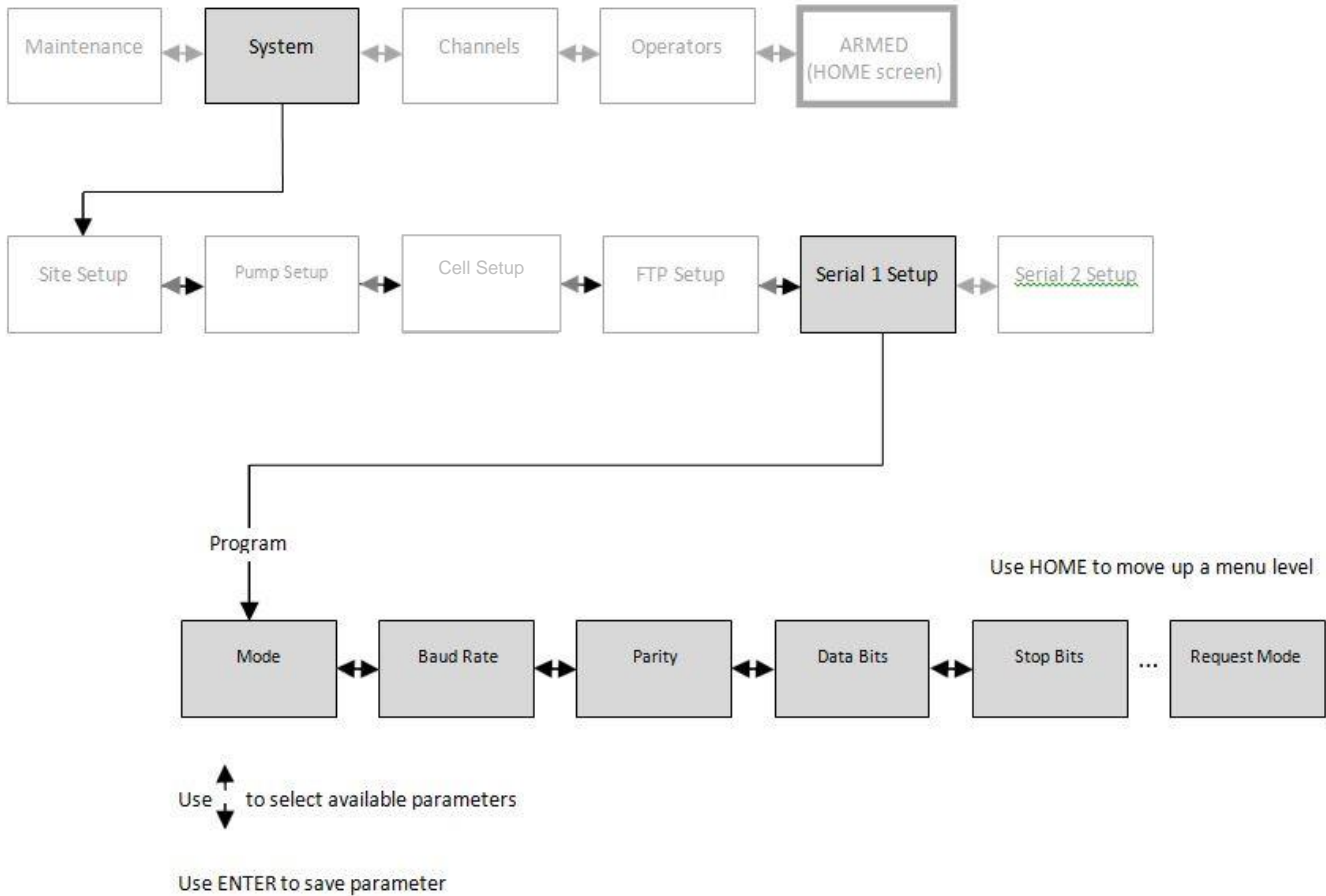 Maintenance
System
Channels
Operators
ARMED
(HOME screen)
Site Setup
Pump Setup
Cell Setup
FTP Setup
Serial 1 Setup
Serial 2 Setup
Program
Use HOME to move up a menu level
Mode
Baud Rate
Parity
Data Bits
Stop Bits
...
Request Mode
Use to select available parameters
Use ENTER to save parameter